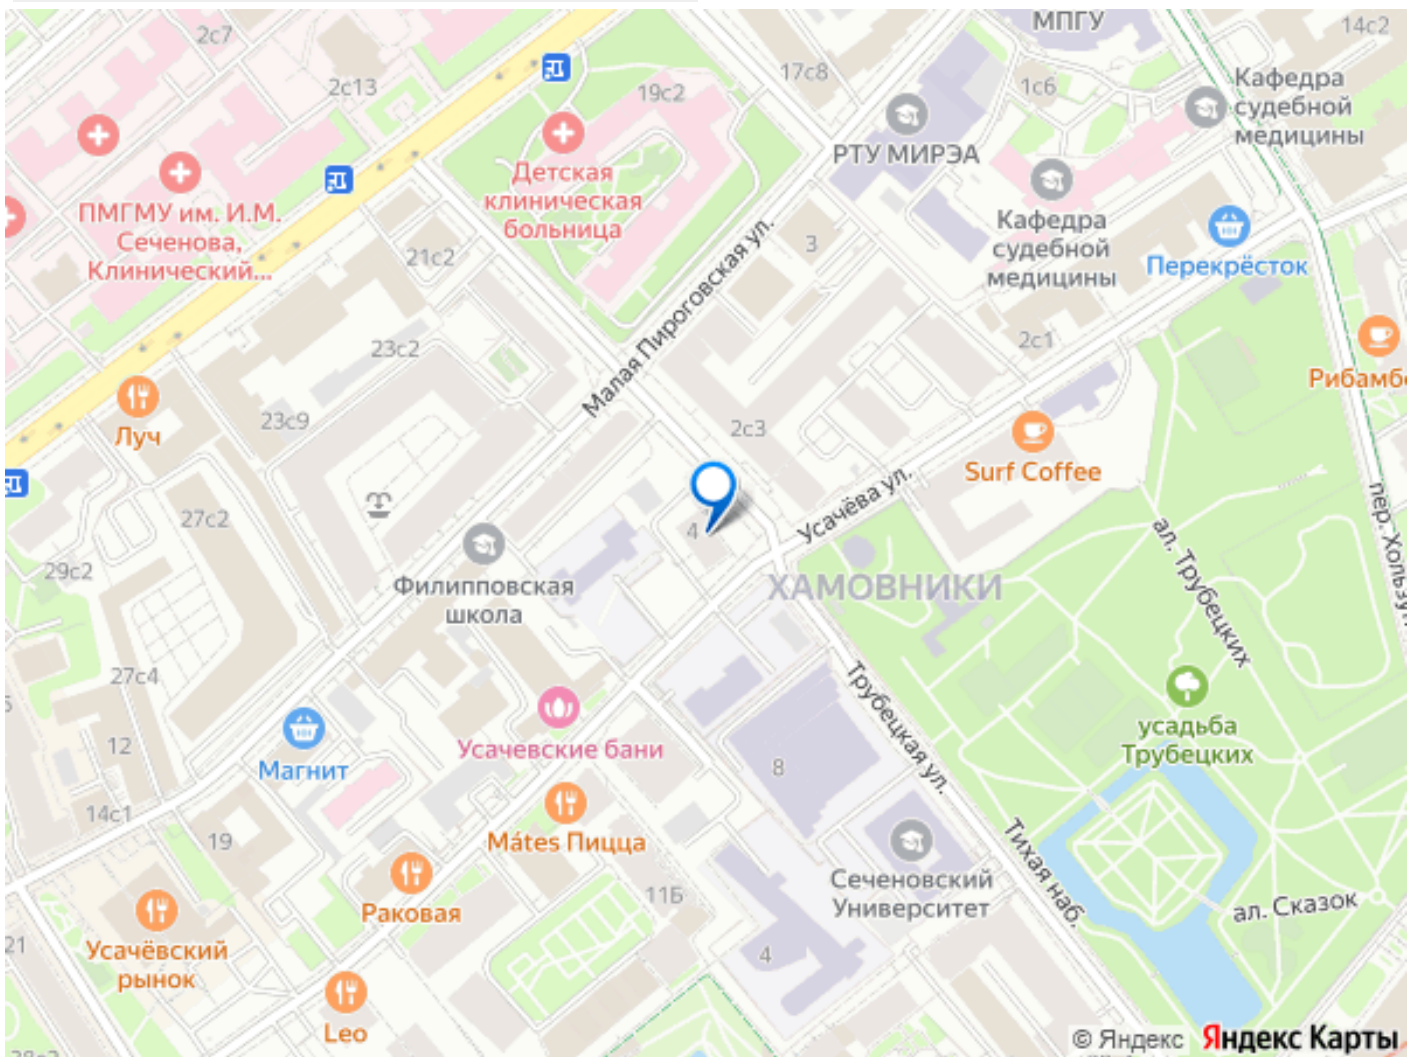 МПГУ
14с2
2с7
17с8
Кафедра
судебной
медицины
2с13
19с2
1с6
РТУ МИРЭА
Детская
клиническая
больница
ПМГМУ им. И.М.
Сеченова,
Клинический...
Кафедра
судебной
медицины
3
21с2
Перекрёсток
Малая Пироговская ул.
23с2
2с1
Рибамбе
Луч
23с9
2с3
Surf Coffee
Усачёва ул.
27с2
4
пер. Хользун
ал. Трубецких
29с2
Филипповская
школа
ХАМОВНИКИ
27с4
5
Трубецкая ул.
усадьба
Трубецких
12
Усачевские бани
Магнит
8
14с1
19
Mátes Пицца
Тихая наб.
Сеченовский
Университет
11Б
Раковая
ал. Сказок
21
Усачёвский
рынок
4
Leo
38с2
© Яндекс Яндекс Карты